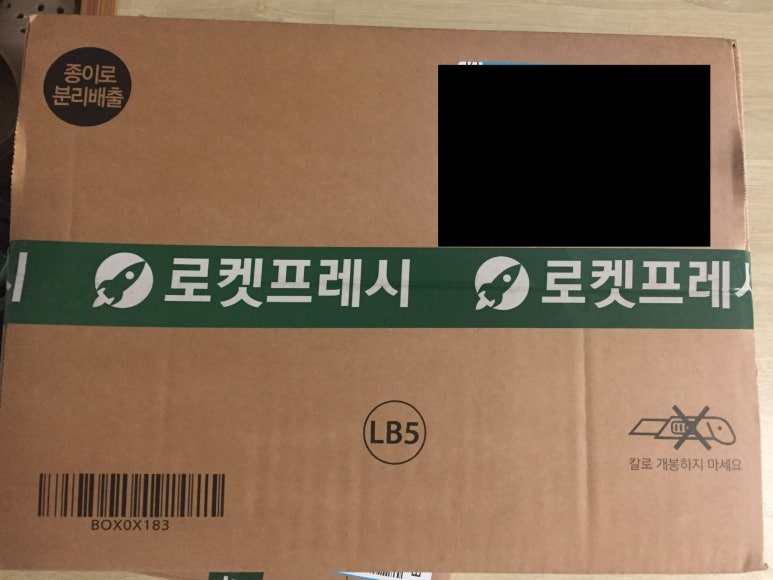 종이로
분리배출
시 로켓프레시 로켓프레시
LB5
칼로 개봉하지 마세요
BOX0X183